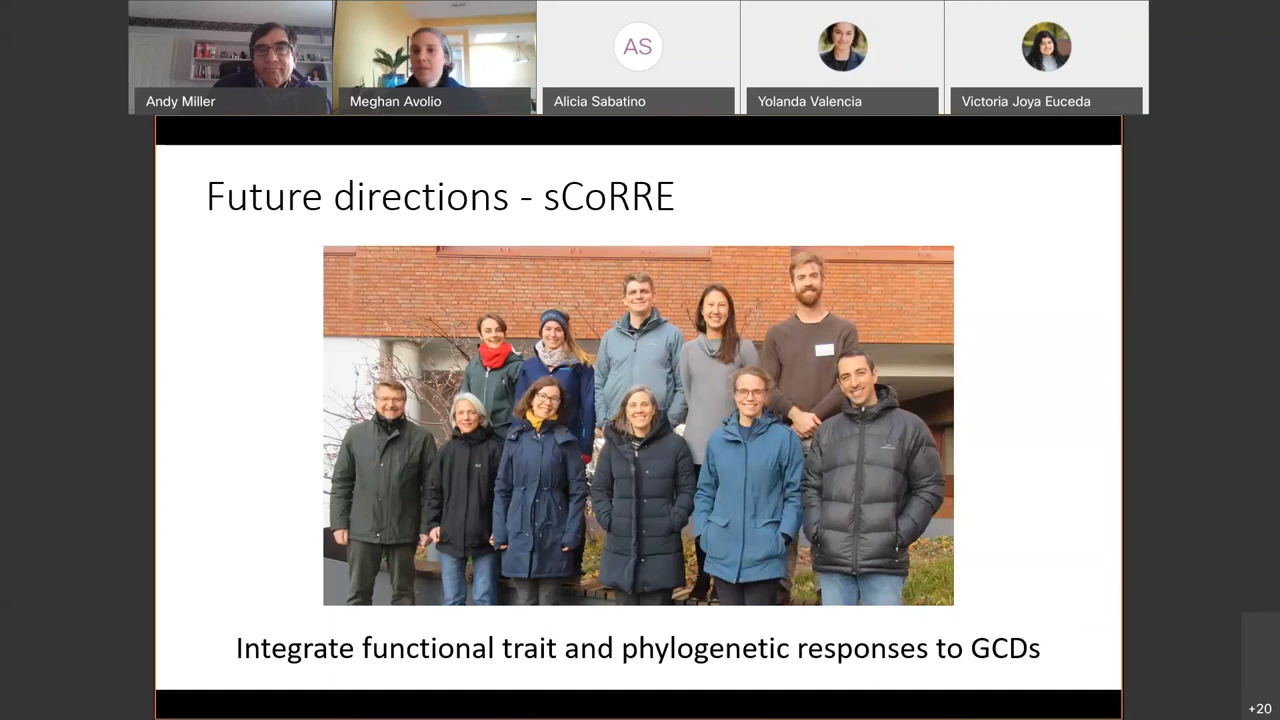 Andy Miller
Meghan Avolio
AS
Alicia Sabatino
Yolanda Valencia
Victoria Joya Euceda
Future directions - sCoRRE
Integrate functional trait and phylogenetic responses to GCDs
+20